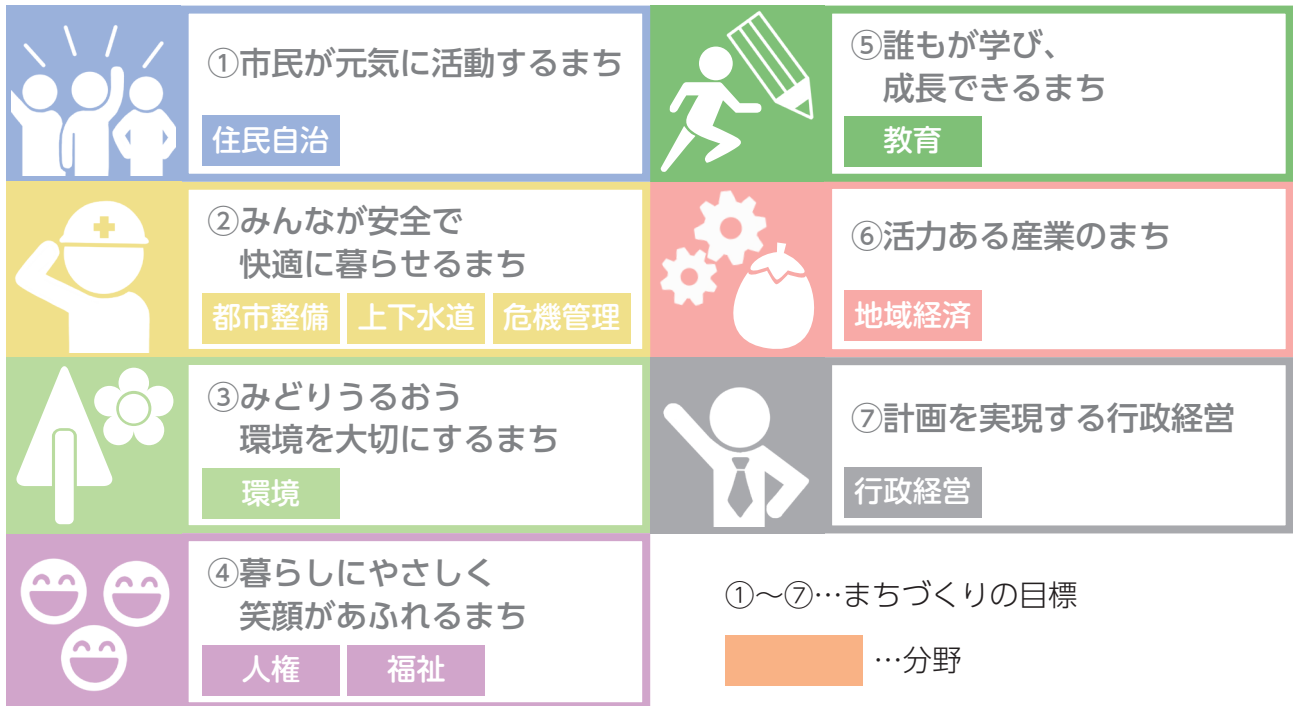 ①市民が元気に活動するまち
住民自治
②みんなが安全で
快適に暮らせるまち
都市整備 上下水道 危機管理
③みどりうるおう
環境を大切にするまち
環境
④暮らしにやさしく
笑顔があふれるまち
人権 福祉
⑤誰もが学び、
成長できるまち
教育
⑥活力ある産業のまち
地域経済
⑦計画を実現する行政経営
行政経営
①～⑦…まちづくりの目標
…分野